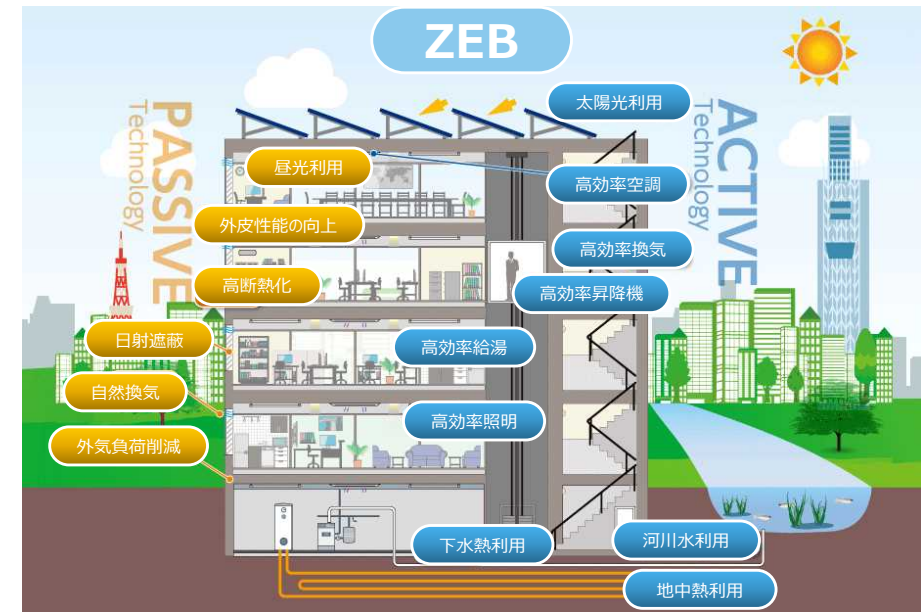 ZEB
PASSIVE
Technology
ACTIVE
Technology
太陽光利用
昼光利用
高効率空調
外皮性能の向上
高効率換気
高断熱化
高効率昇降機
日射遮蔽
高効率給湯
自然換気
高効率照明
外気負荷削減
下水熱利用
河川水利用
地中熱利用